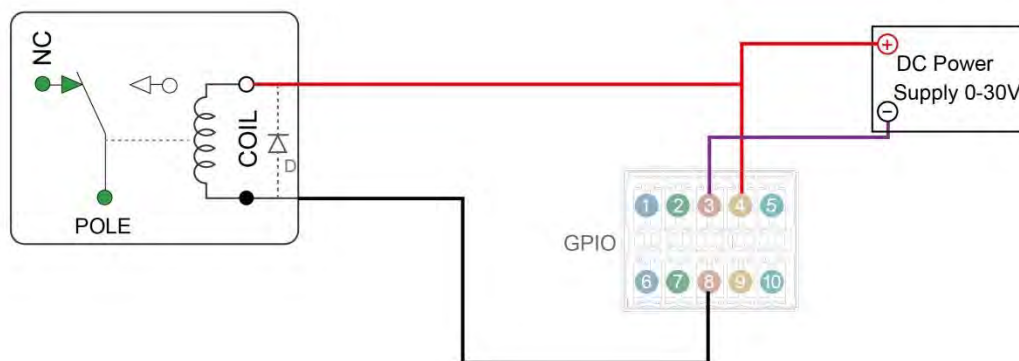 NC
COIL
D
POLE
+
DC Power
−
Supply 0-30V
GPIO
1 2 3 4 5
6 7 8 9 10